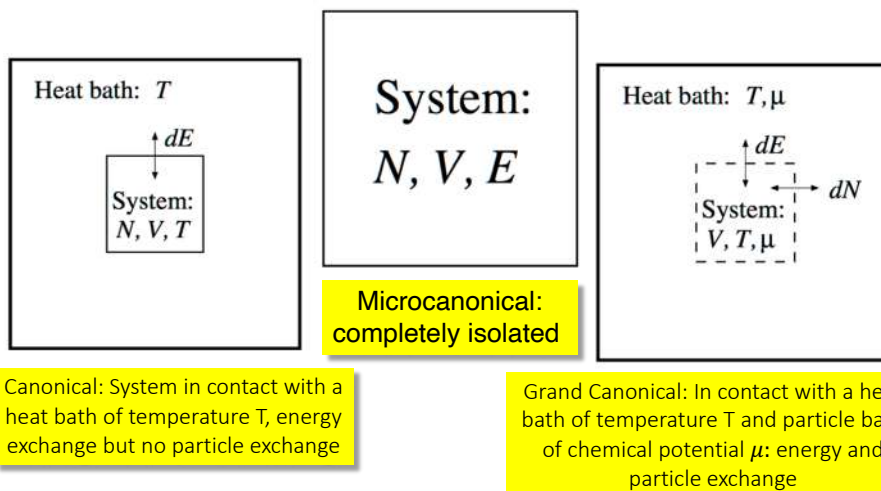 Heat bath: T
dE
System:
N, V, T
Canonical: System in contact with a
heat bath of temperature T, energy
exchange but no particle exchange
System:
N, V, E
Microcanonical:
completely isolated
Heat bath: T, μ
dE
dN
System:
V, T, μ
Grand Canonical: In contact with a
bath of temperature T and particle
of chemical potential μ: energy and
particle exchange